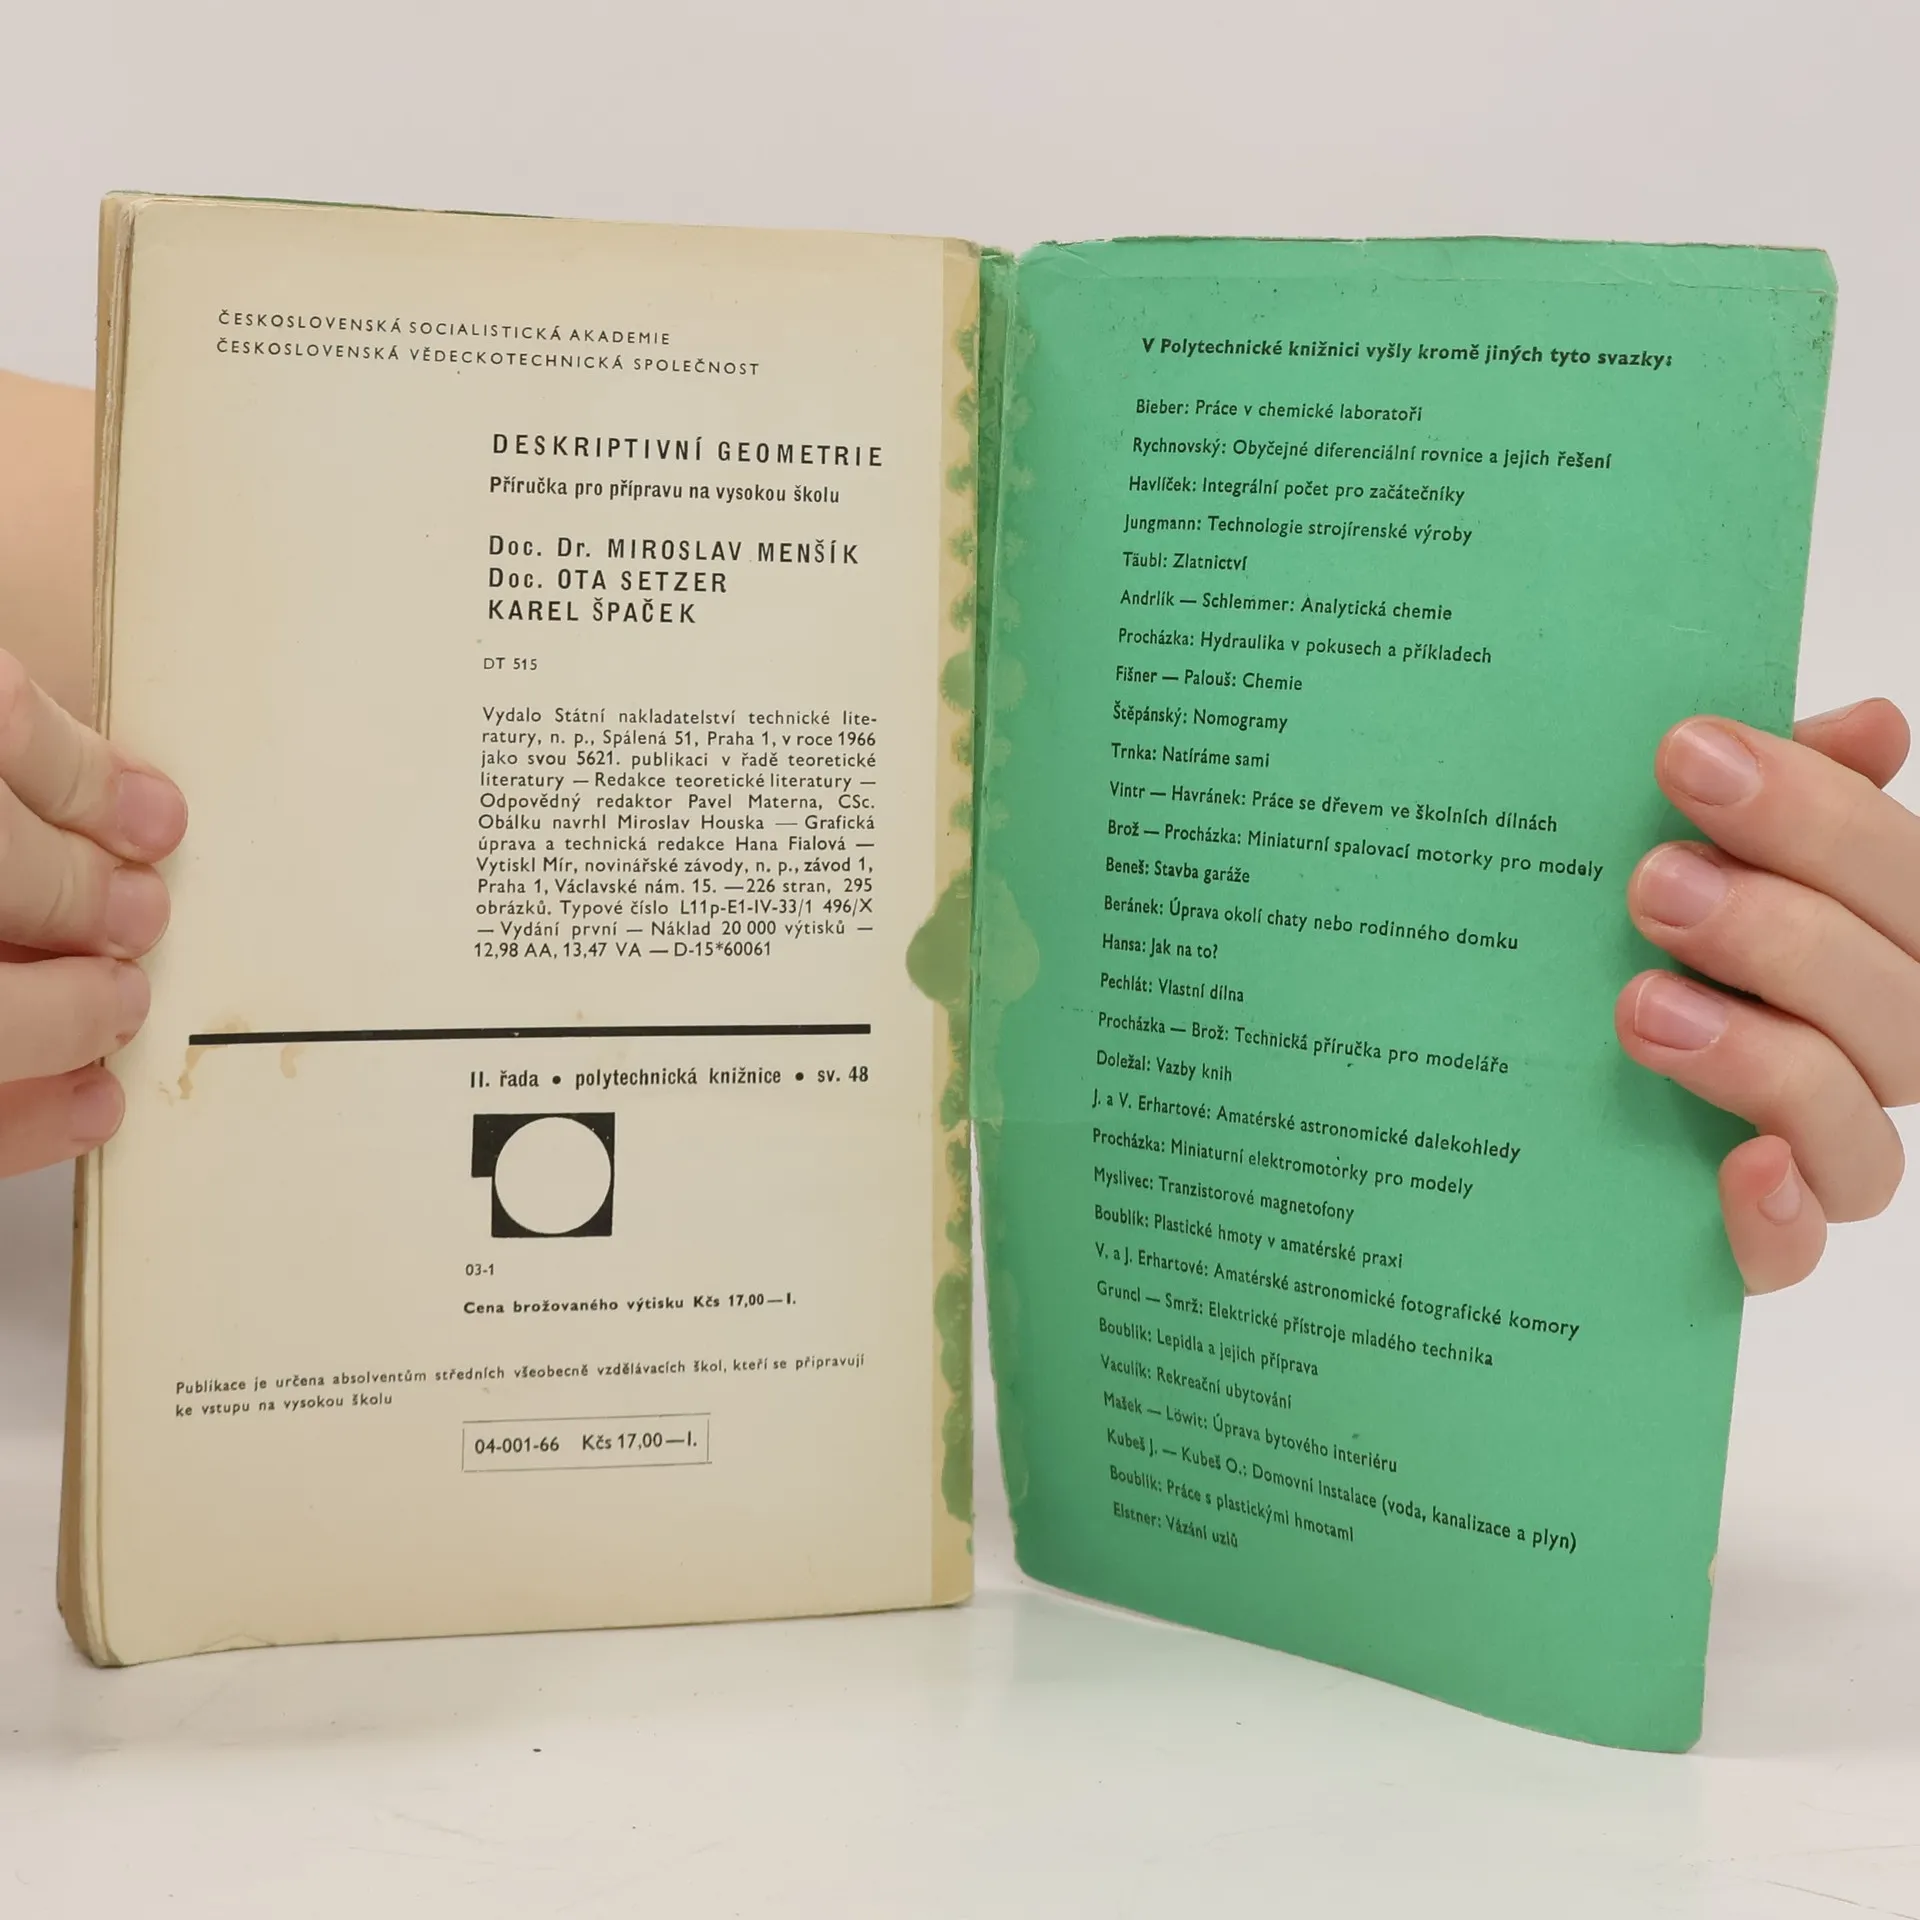 ČESKOSLOVENSKÁ SOCIALISTICKÁ AKADEMIE
ČESKOSLOVENSKÁ VĚDECKOTECHNICKÁ SPOLEČNOST
DESKRIPTIVNÍ GEOMETRIE
Příručka pro přípravu na vysokou školu
Doc. Dr. MIROSLAV MENŠÍK
Doc. OTA SETZER
KAREL ŠPAČEK
DT 515
Vydalo Státní nakladatelství technické lite-
ratury, n. p., Spálená 51, Praha 1, v roce 1966
jako svou 5621. publikaci v řadě teoretické
literatury — Redakce teoretické literatury —
Odpovědný redaktor Pavel Materna, CSc.
Obálku navrhl Miroslav Houska — Grafická
úprava a technická redakce Hana Fialová —
Vytiskl Mír, novinářské závody, n. p., závod 1,
Praha 1, Václavské nám. 15. — 226 stran, 295
obrázků. Typové číslo L11p-E1-IV-33/1 496/X
— Vydání první — Náklad 20 000 výtisků —
12,98 AA, 13,47 VA — D-15*60061
II. řada • polytechnická knižnice • sv. 48
03-1
Cena brožovaného výtisku Kčs 17,00—I.
Publikace je určena absolventům středních všeobecně vzdělávacích škol, kteří se připravují
ke vstupu na vysokou školu
04-001-66 Kčs 17,00—I.
V Polytechnické knižnici vyšly kromě jiných tyto svazky:
Bieber: Práce v chemické laboratoři
Rychnovský: Obyčejné diferenciální rovnice a jejich řešení
Havlíček: Integrální počet pro začátečníky
Jungmann: Technologie strojírenské výroby
Täubl: Zlatnictví
Andrlík — Schlemmer: Analytická chemie
Procházka: Hydraulika v pokusech a příkladech
Fišner — Palouš: Chemie
Štěpánský: Nomogramy
Trnka: Natíráme sami
Vintr — Havránek: Práce se dřevem ve školních dílnách
Brož — Procházka: Miniaturní spalovací motorky pro modely
Beneš: Stavba garáže
Beránek: Úprava okolí chaty nebo rodinného domku
Hansa: Jak na to?
Pechlát: Vlastní dílna
Procházka — Brož: Technická příručka pro modeláře
Doležal: Vazby knih
J. a V. Erhartové: Amatérské astronomické dalekohledy
Procházka: Miniaturní elektromotorky pro modely
Myslivec: Tranzistorové magnetofony
Boublík: Plastické hmoty v amatérské praxi
V. a J. Erhartové: Amatérské astronomické fotografické komory
Gruncl — Smrž: Elektrické přístroje mladého technika
Boublík: Lepidla a jejich příprava
Vaculík: Rekreační ubytování
Mašek — Löwit: Úprava bytového interiéru
Kubeš J. — Kubeš O.: Domovní instalace (voda, kanalizace a plyn)
Boublík: Práce s plastickými hmotami
Elstner: Vázání uzlů